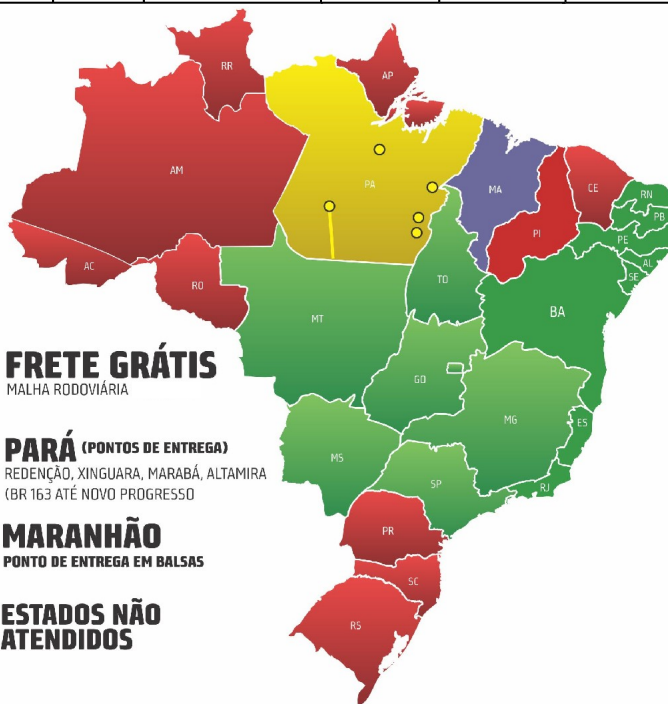 RR
AP
AM
PA
MA
CE
RN
PB
PI
PE
AL
SE
AC
RO
TO
BA
MT
FRETE GRÁTIS
MALHA RODOVIÁRIA
GO
MG
ES
PARÁ (PONTOS DE ENTREGA)
REDENÇÃO, XINGUARA, MARABÁ, ALTAMIRA
(BR 163 ATÉ NOVO PROGRESSO
MS
SP
RJ
MARANHÃO
PONTO DE ENTREGA EM BALSAS
PR
SC
ESTADOS NÃO
ATENDIDOS
RS